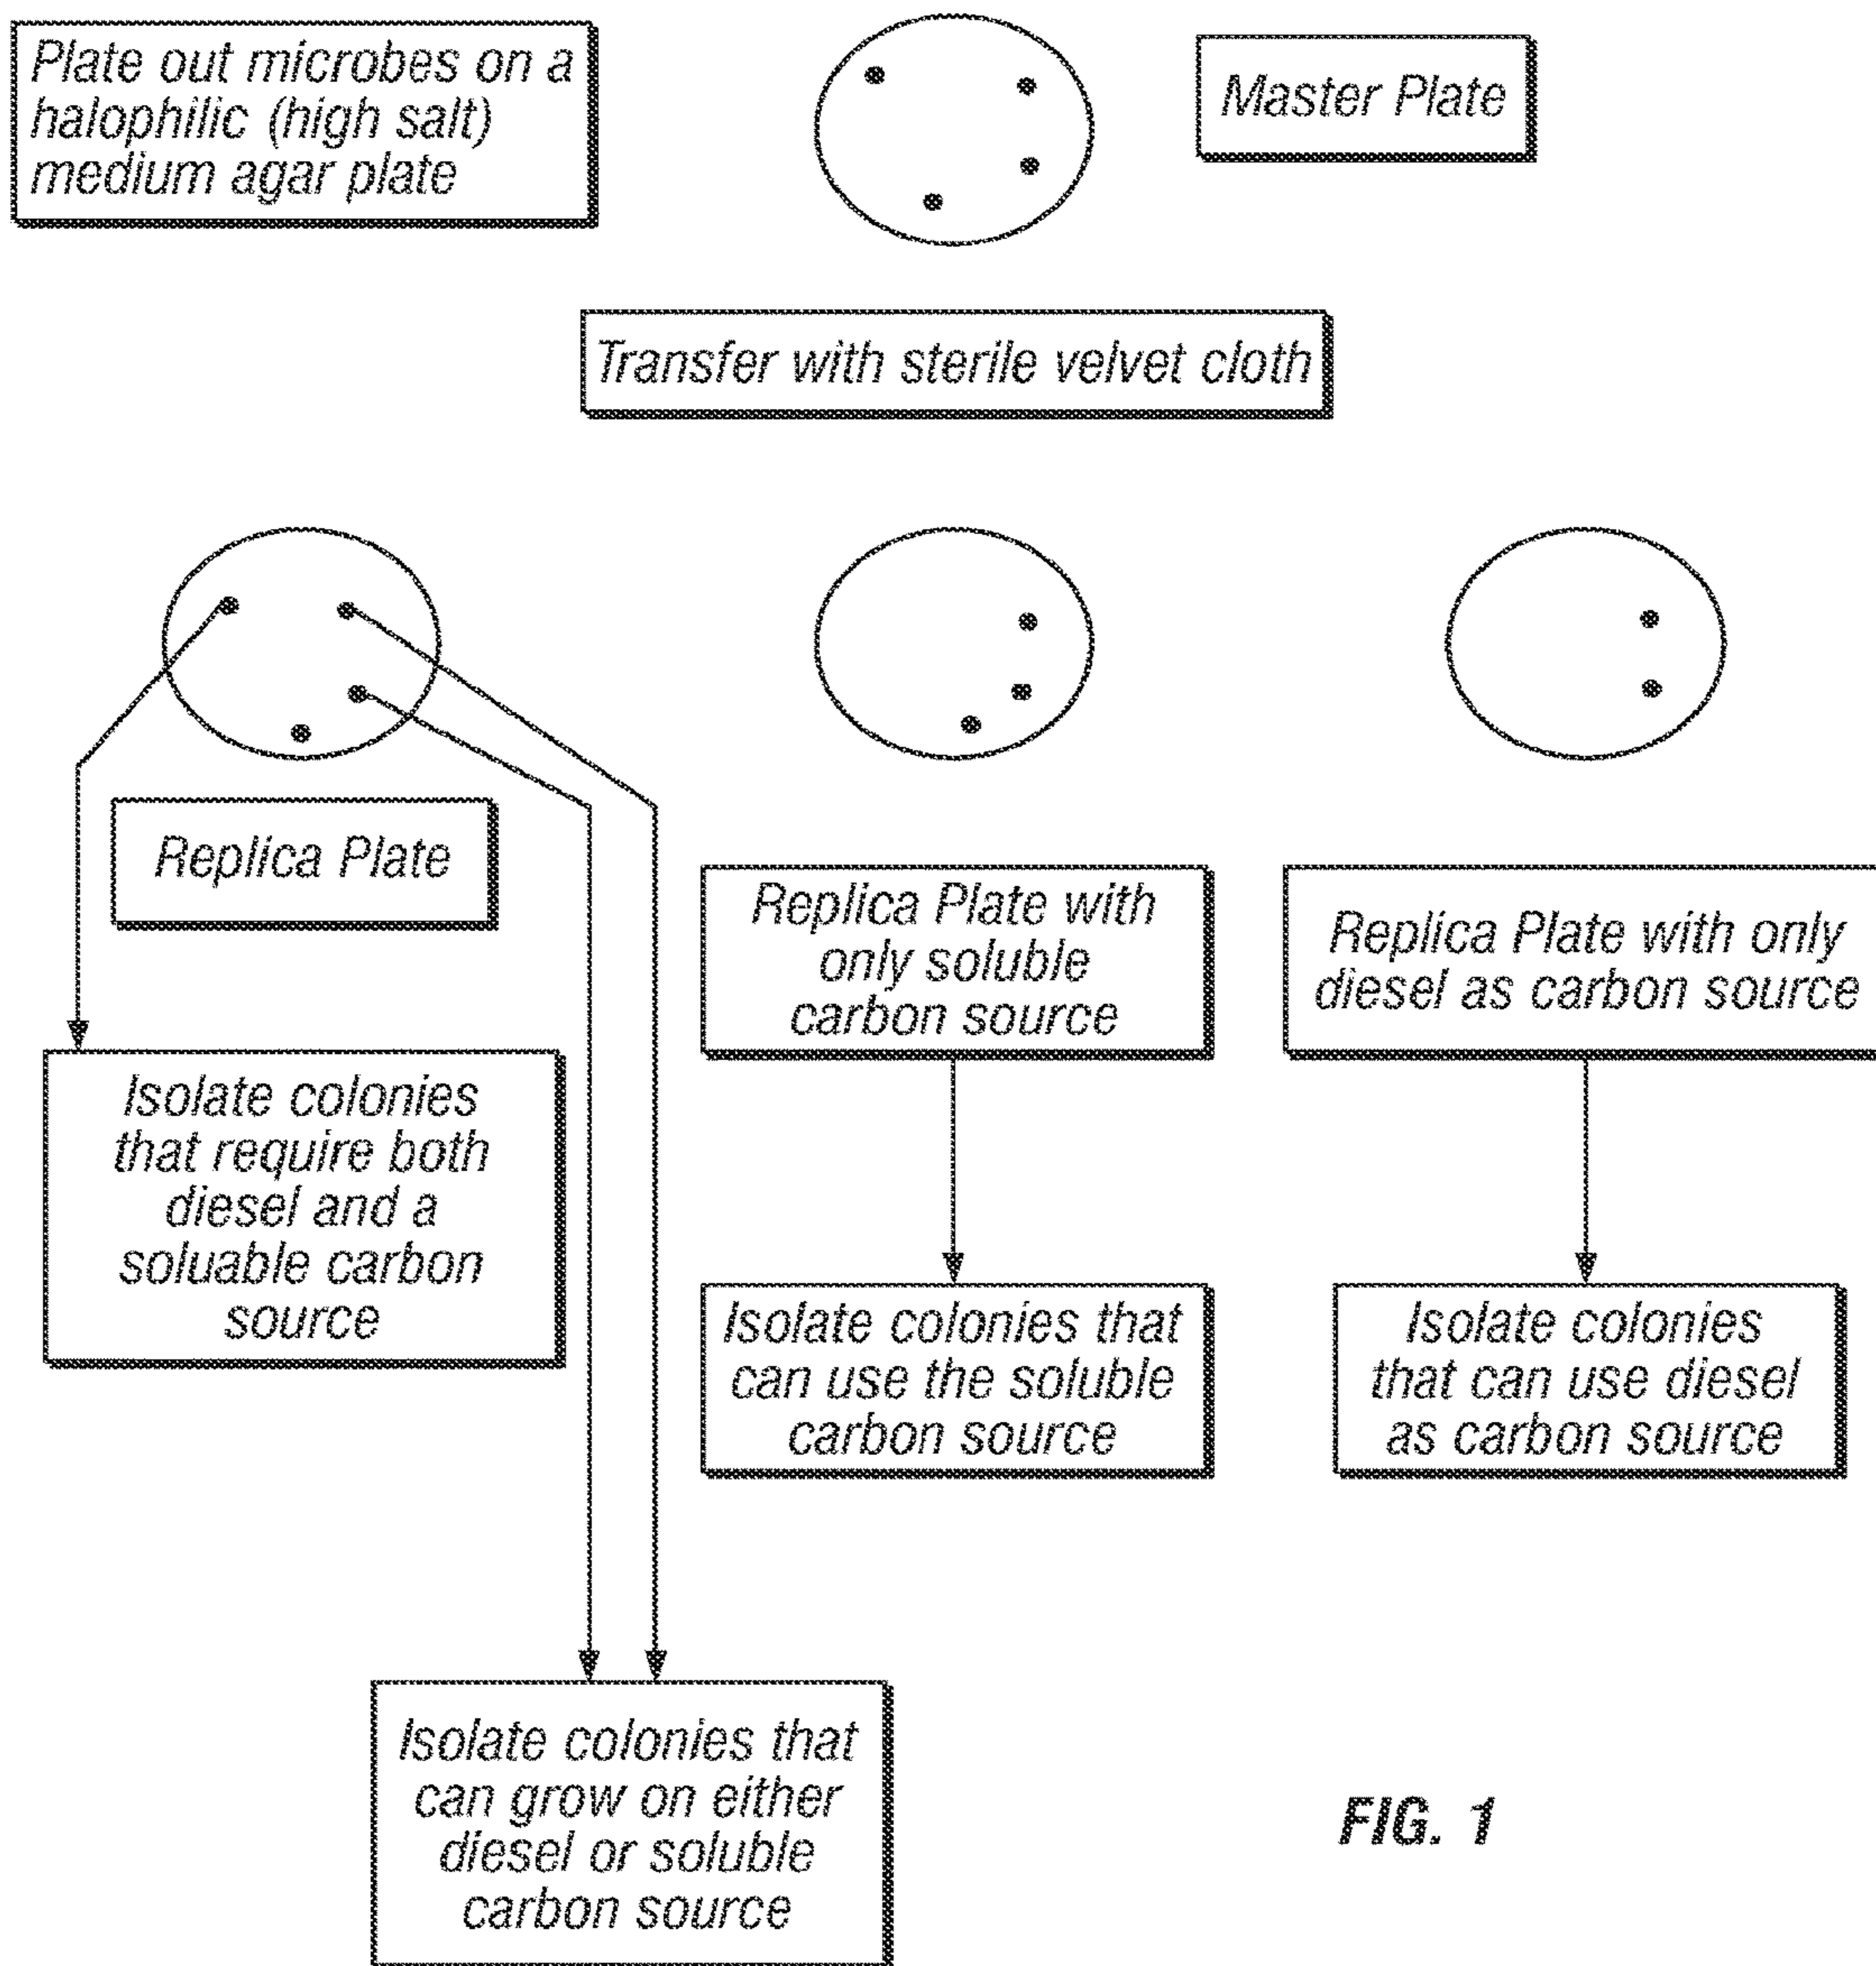 Plate out microbes on a
halophilic (high salt)
medium agar plate
Master Plate
Transfer with sterile velvet cloth
Replica Plate
Replica Plate with
only soluble
carbon source
Replica Plate with only
diesel as carbon source
Isolate colonies
that require both
diesel and a
soluable carbon
source
Isolate colonies that
can use the soluble
carbon source
Isolate colonies
that can use diesel
as carbon source
Isolate colonies that
can grow on either
diesel or soluble
carbon source
FIG. 1